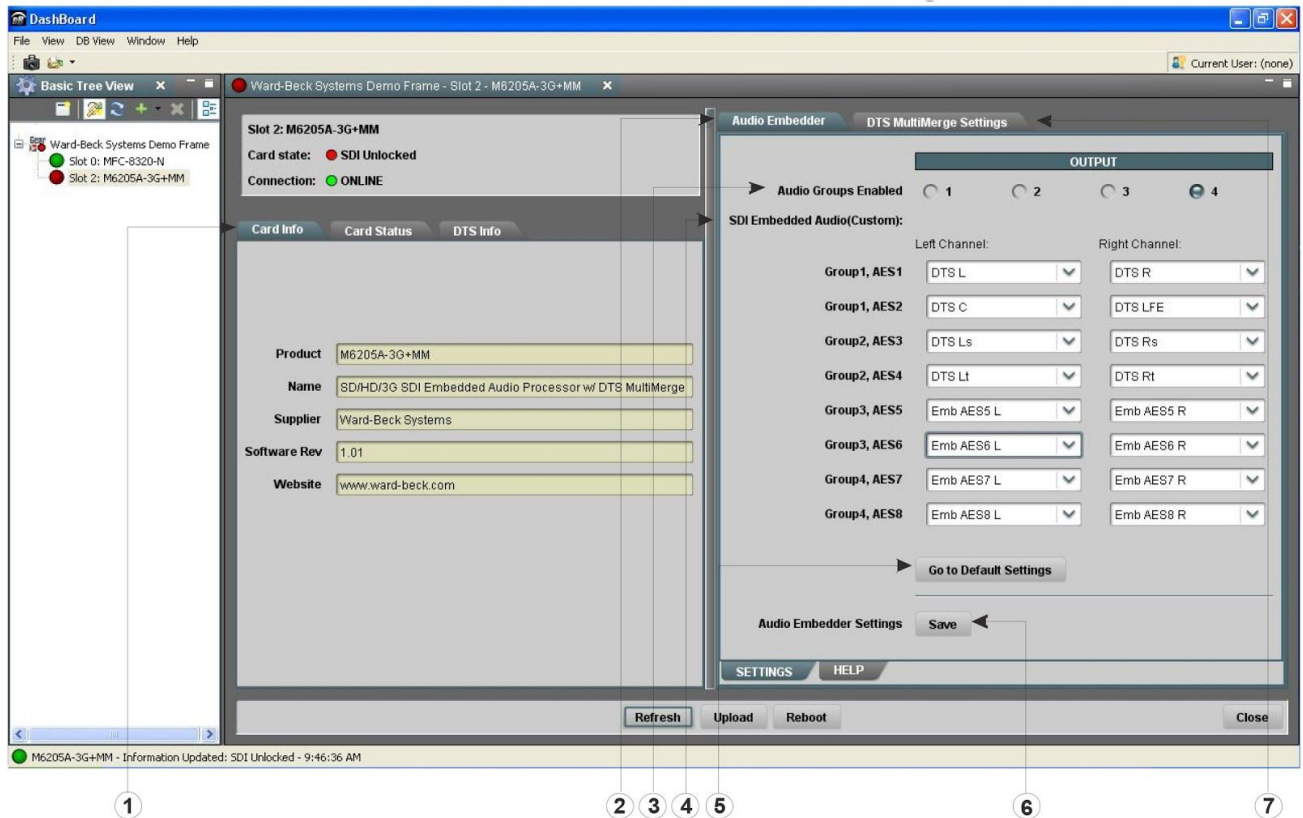 DashBoard
File View DB View Window Help
Current User: (none)
Basic Tree View
Ward-Beck Systems Demo Frame
Slot 0: MFC-8320-N
Slot 2: M6205A-3G+MM
Ward-Beck Systems Demo Frame - Slot 2 - M6205A-3G+MM
Slot 2: M6205A-3G+MM
Card state: SDI Unlocked
Connection: ONLINE
Card Info Card Status DTS Info
Product M6205A-3G+MM
Name SD/HD/3G SDI Embedded Audio Processor w/ DTS MultiMerge
Supplier Ward-Beck Systems
Software Rev 1.01
Website www.ward-beck.com
Audio Embedder DTS MultiMerge Settings
OUTPUT
Audio Groups Enabled 1 2 3 4
SDI Embedded Audio(Custom):
Left Channel: Right Channel:
Group1, AES1 DTS L DTS R
Group1, AES2 DTS C DTS LFE
Group2, AES3 DTS Ls DTS Rs
Group2, AES4 DTS Lt DTS Rt
Group3, AES5 Emb AES5 L Emb AES5 R
Group3, AES6 Emb AES6 L Emb AES6 R
Group4, AES7 Emb AES7 L Emb AES7 R
Group4, AES8 Emb AES8 L Emb AES8 R
Go to Default Settings
Audio Embedder Settings Save
SETTINGS HELP
Refresh Upload Reboot Close
M6205A-3G+MM - Information Updated: SDI Unlocked - 9:46:36 AM
1 2 3 4 5 6 7